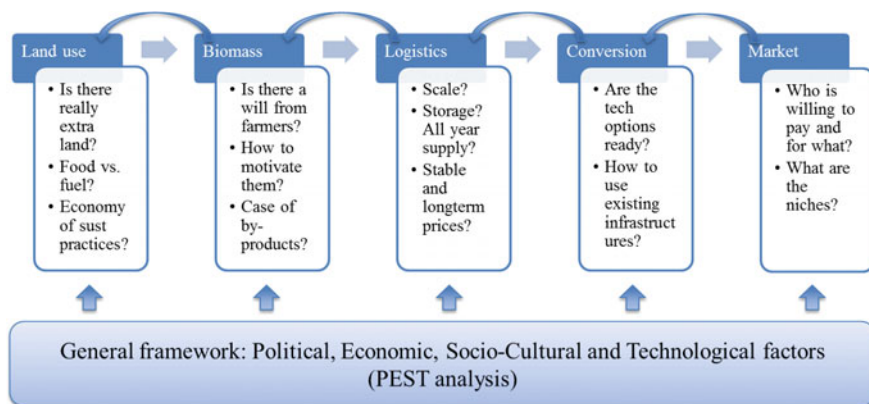 Land use
• Is there
really
extra
land?
• Food vs.
fuel?
• Economy
of sust
practices?
Biomass
• Is there a
will from
farmers?
• How to
motivate
them?
• Case of
by-
products?
Logistics
• Scale?
• Storage?
All year
supply?
• Stable
and
longterm
prices?
Conversion
• Are the
tech
options
ready?
• How to
use
existing
infrastruct
ures?
Market
• Who is
willing to
pay and
for what?
• What are
the
niches?
General framework: Political, Economic, Socio-Cultural and Technological factors
(PEST analysis)